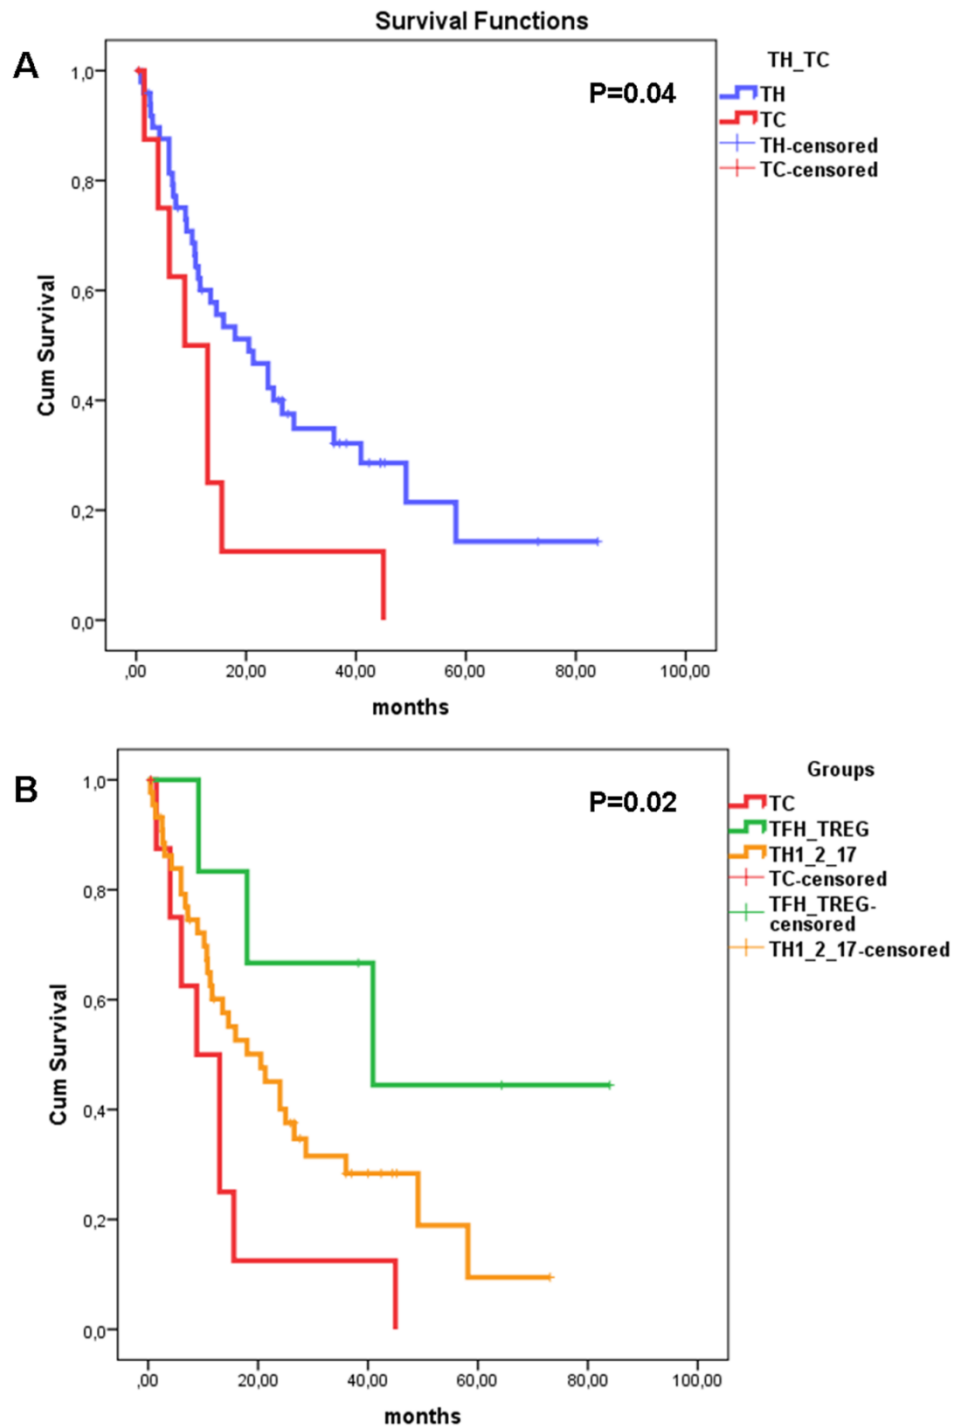 Survival Functions
A
P=0.04
TH_TC
TH
TC
TH-censored
TC-censored
1,0
0,8
0,6
0,4
0,2
0,0
Cum Survival
,00
20,00
40,00
60,00
80,00
100,00
months
B
P=0.02
Groups
TC
TFH_TREG
TH1_2_17
TC-censored
TFH_TREG-
censored
TH1_2_17-censored
1,0
0,8
0,6
0,4
0,2
0,0
Cum Survival
,00
20,00
40,00
60,00
80,00
100,00
months